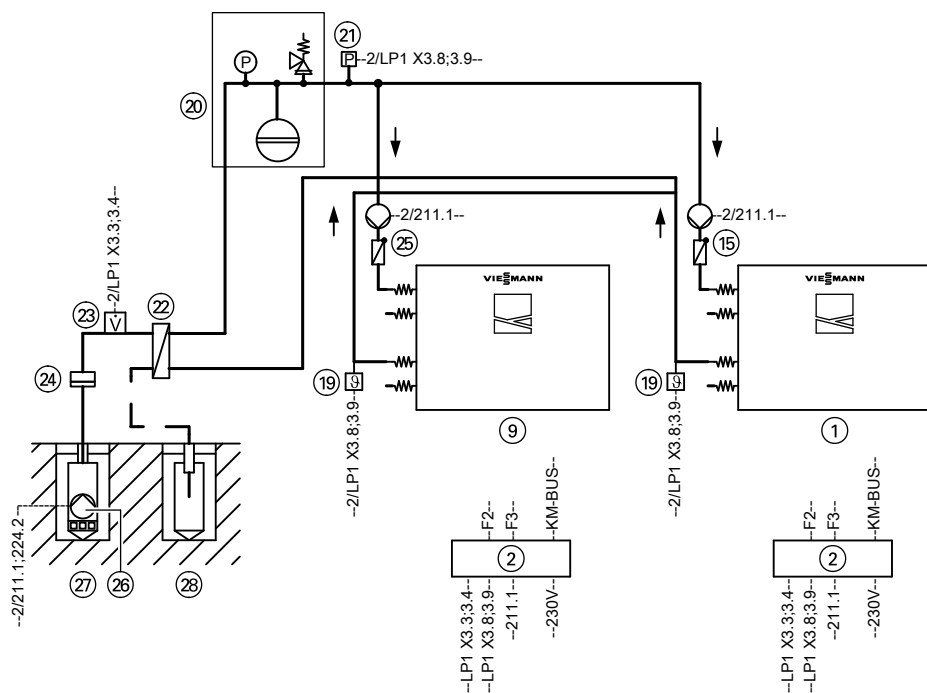 21
P
P
--2/LP1 X3.8;3.9--
20
--2/211.1--
--2/211.1--
25
15
--2/LP1 X3.3;3.4--
23
22
V
VIESMANN
VIESMANN
24
19
ϑ
19
ϑ
--2/LP1 X3.8;3.9--
--2/LP1 X3.8;3.9--
9
1
--2/211.1;224.2
27
26
28
--F2--
--F3--
--KM-BUS--
--F2--
--F3--
--KM-BUS--
2
2
--LP1 X3.3;3.4--
--LP1 X3.8;3.9--
--211.1--
--230V--
--LP1 X3.3;3.4--
--LP1 X3.8;3.9--
--211.1--
--230V--